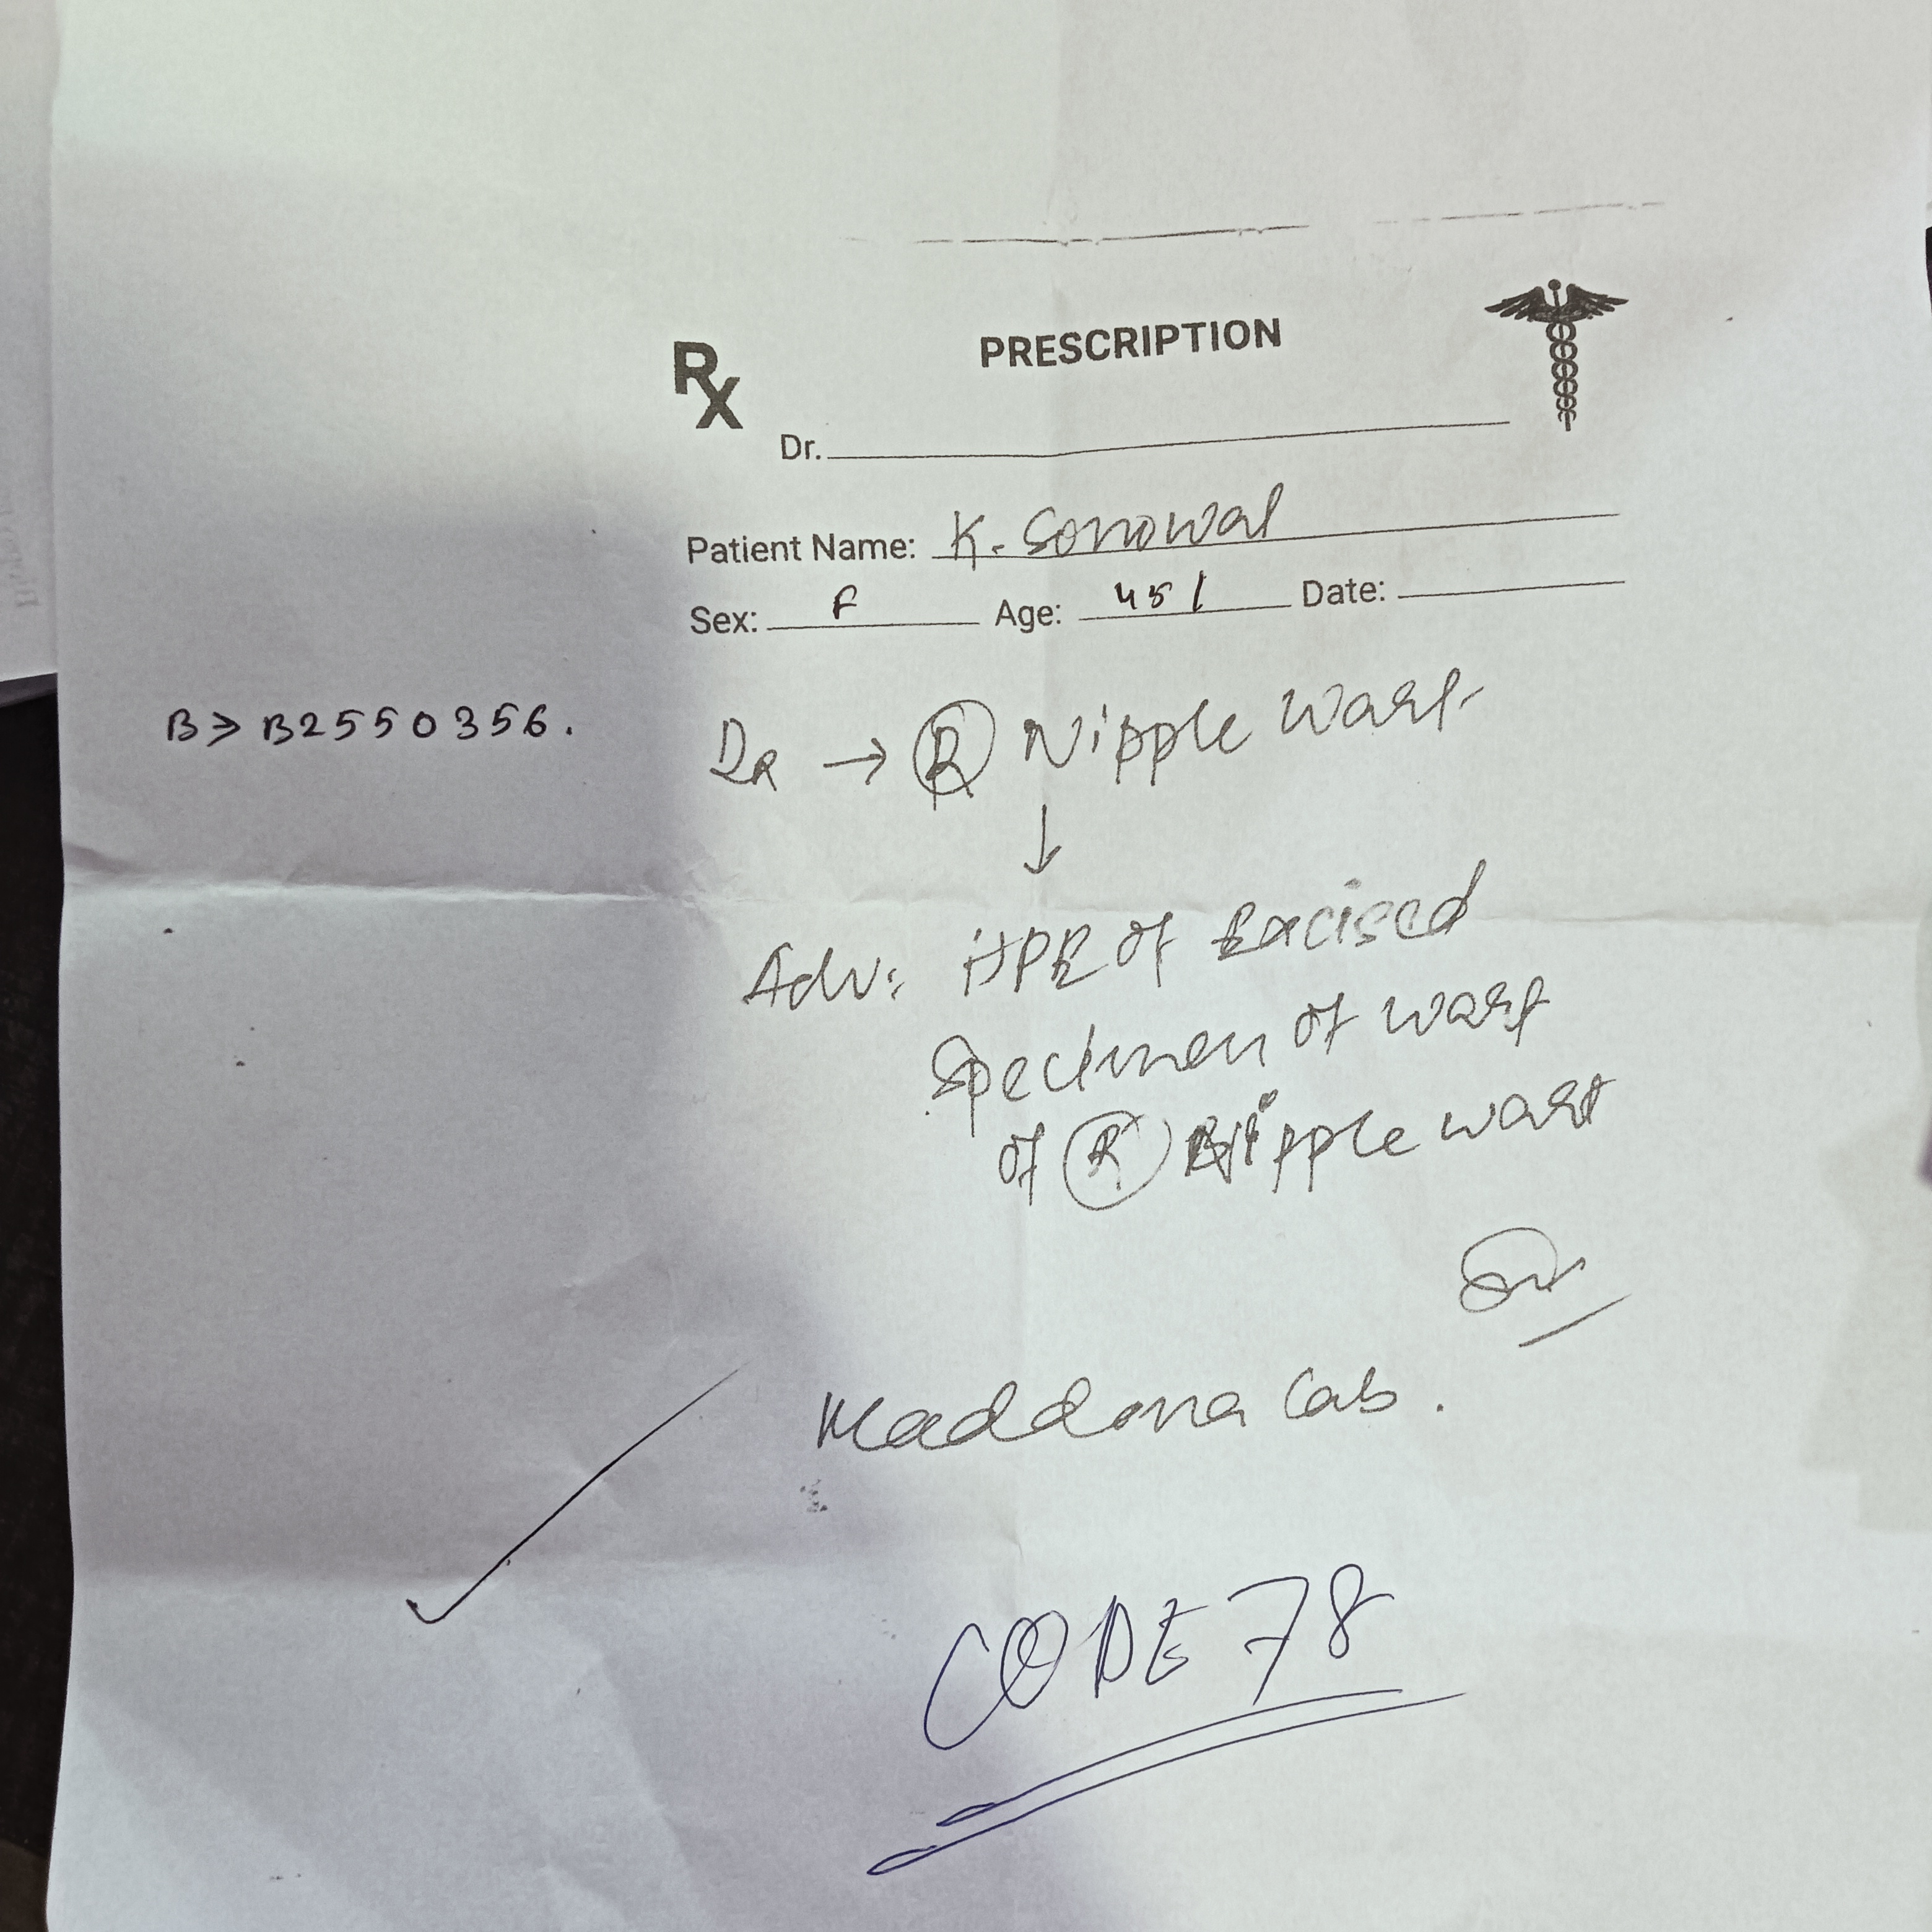 Rx
PRESCRIPTION
Dr.
Patient Name: K. Sonowal
Sex: F Age: 45/ Date:
B> B2550356.
Dx → (R) Nipple Wart
↓
Adv: HPR of Excised
Specimen of wart
of (R) Nipple wart
Maddona Lab.
CODE 78